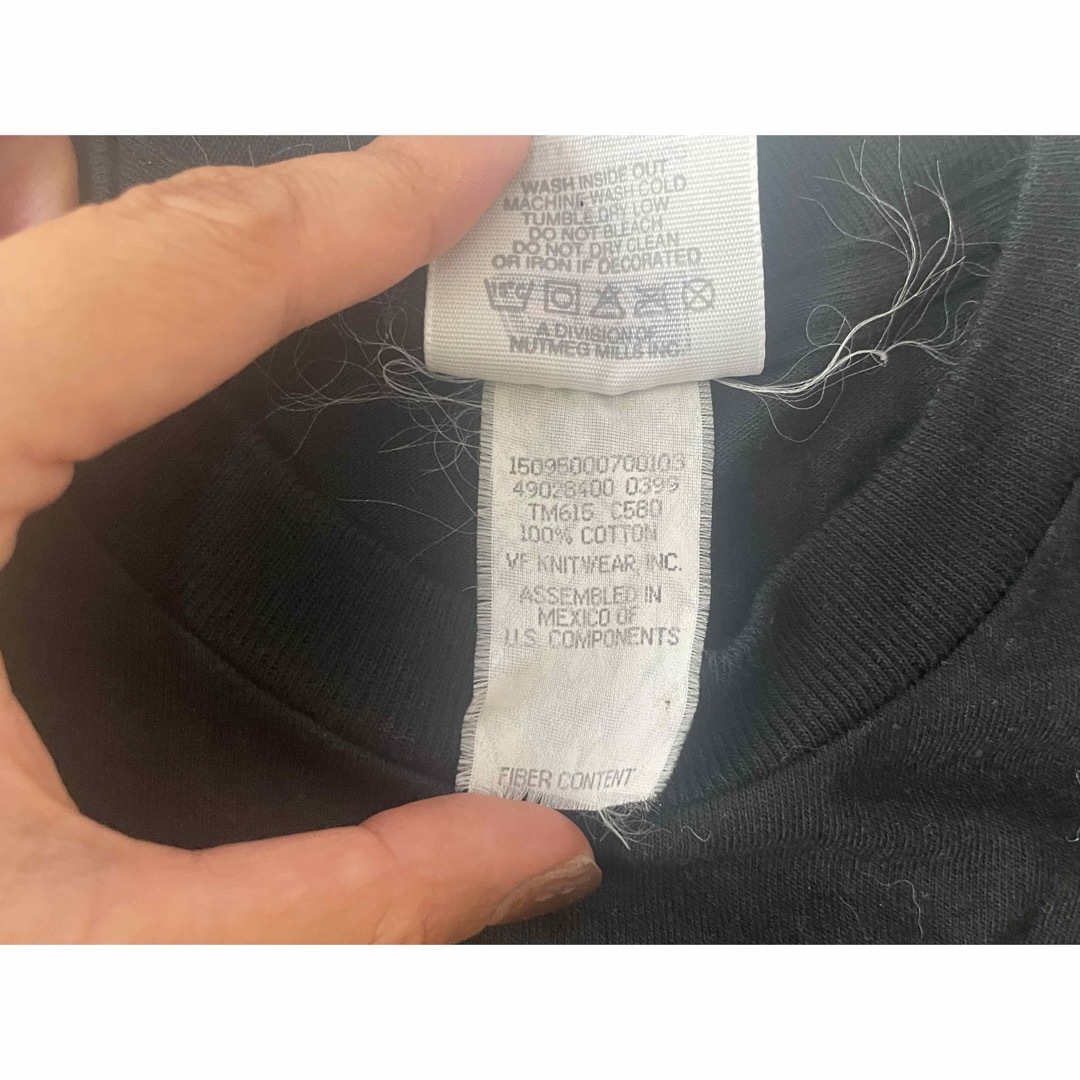 WASH INSIDE OUT
MACHINE WASH COLD
TUMBLE DRY LOW
DO NOT BLEACH
DO NOT DRY CLEAN
OR IRON IF DECORATED
A DIVISION OF
NUTMEG MILLS INC.
15095000700103
49028400 0399
TM615 C580
100% COTTON
VF KNITWEAR, INC.
ASSEMBLED IN
MEXICO OF
U.S. COMPONENTS
FIBER CONTENT